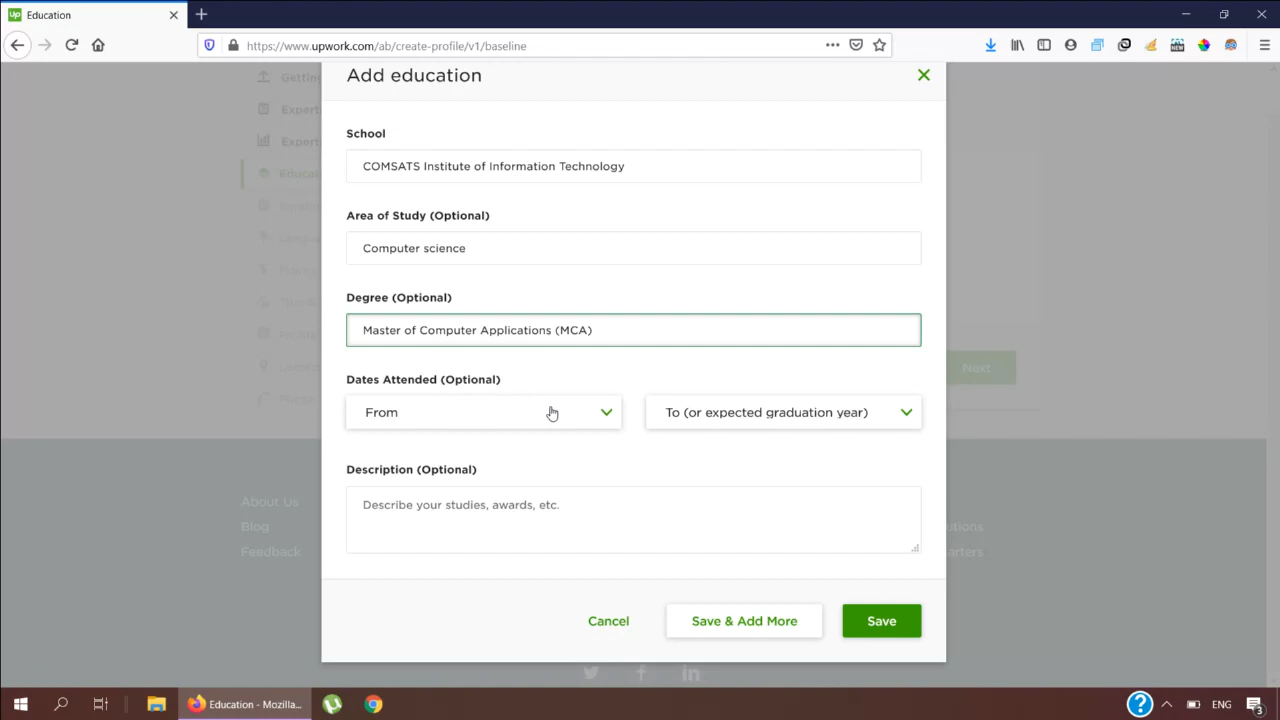 Education
https://www.upwork.com/ab/create-profile/v1/baseline
Add education
School
COMSATS Institute of Information Technology
Area of Study (Optional)
Computer science
Degree (Optional)
Master of Computer Applications (MCA)
Dates Attended (Optional)
From
To (or expected graduation year)
Description (Optional)
Describe your studies, awards, etc.
Cancel
Save & Add More
Save
Next
About Us
Blog
Feedback
Education - Mozilla...
ENG
3